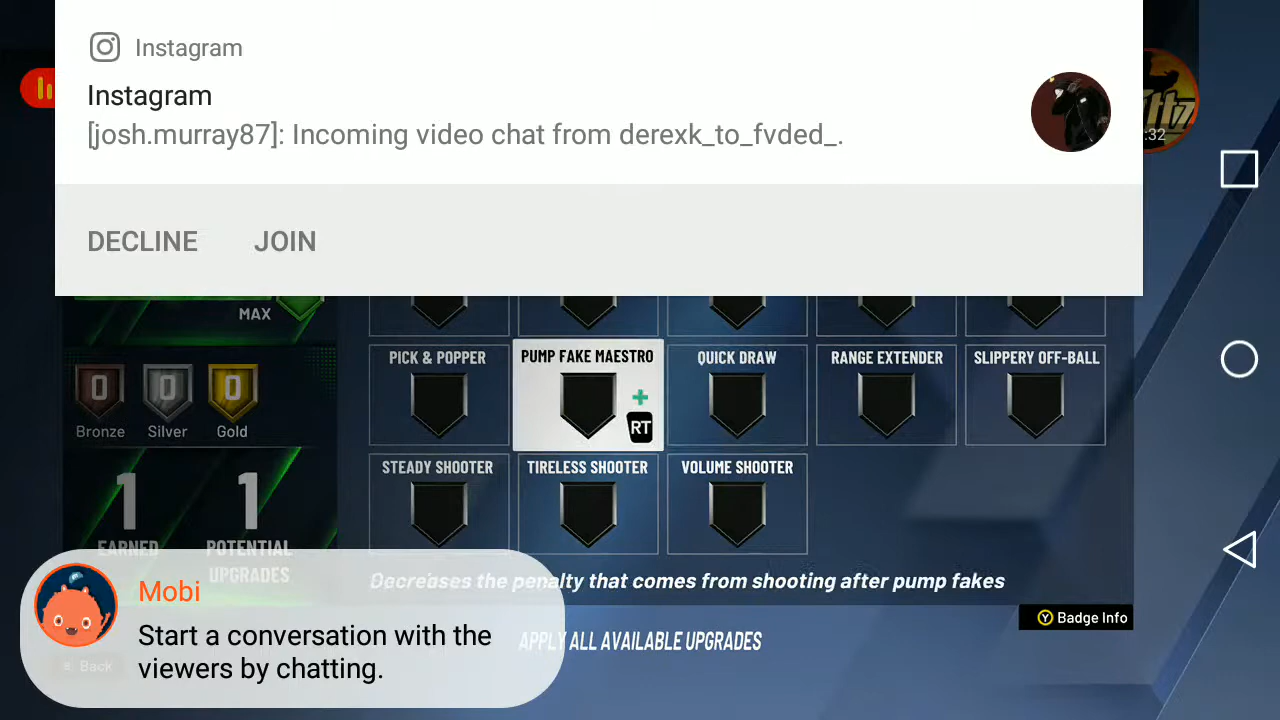 Instagram
Instagram
[josh.murray87]: Incoming video chat from derexk_to_fvded_.
:32
DECLINE JOIN
MAX
PICK & POPPER PUMP FAKE MAESTRO QUICK DRAW RANGE EXTENDER SLIPPERY OFF-BALL
0 0 0
+
RT
Bronze Silver Gold
STEADY SHOOTER TIRELESS SHOOTER VOLUME SHOOTER
1 1
EARNED POTENTIAL
UPGRADES
Decreases the penalty that comes from shooting after pump fakes
Mobi
Y Badge Info
Start a conversation with the
viewers by chatting.
APPLY ALL AVAILABLE UPGRADES
Back